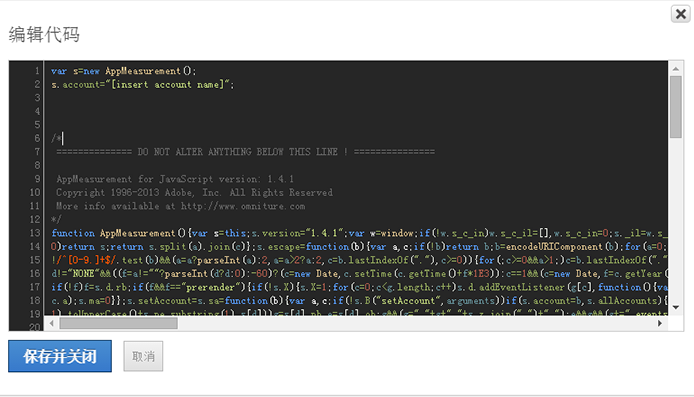 编辑代码
1 var s=new AppMeasurement();
2 s.account="[insert account name]";
3
4
5
6 /*
7 ============== DO NOT ALTER ANYTHING BELOW THIS LINE ! ===============
8
9 AppMeasurement for JavaScript version: 1.4.1
10 Copyright 1996-2013 Adobe, Inc. All Rights Reserved
11 More info available at http://www.omniture.com
12 */
13 function AppMeasurement(){var s=this;s.version="1.4.1";var w=window;if(!w.s_c_in)w.s_c_il=[],w.s_c_in=0;s._il=w.s_
14 0)return s;return s.split(a).join(c)};s.escape=function(b){var a,c;if(!b)return b;b=encodeURIComponent(b);for(a=0;
15 !/^[0-9.]+$/.test(b)&&(a=a?parseInt(a):2,a=a>2?a:2,c=b.lastIndexOf("."),c>=0)){for(;c>=0&&a>1;)c=b.lastIndexOf("."
16 d!="NONE"&&((f=a!=""?parseInt(d?d:0):-60)?(c=new Date,c.setTime(c.getTime()+f*1E3)):c==1&&(c=new Date,f=c.getYear(
17 if(!f)f=s.d.rb;if(f&&f=="prerender"){if(!s.X){s.X=1;for(c=0;c<g.length;c++)s.d.addEventListener(g[c],function(){va
18 c.a);s.ma=0}};s.setAccount=s.sa=function(b){var a,c;if(!s.B("setAccount",arguments))if(s.account=b,s.allAccounts){
19
20
保存并关闭
取消